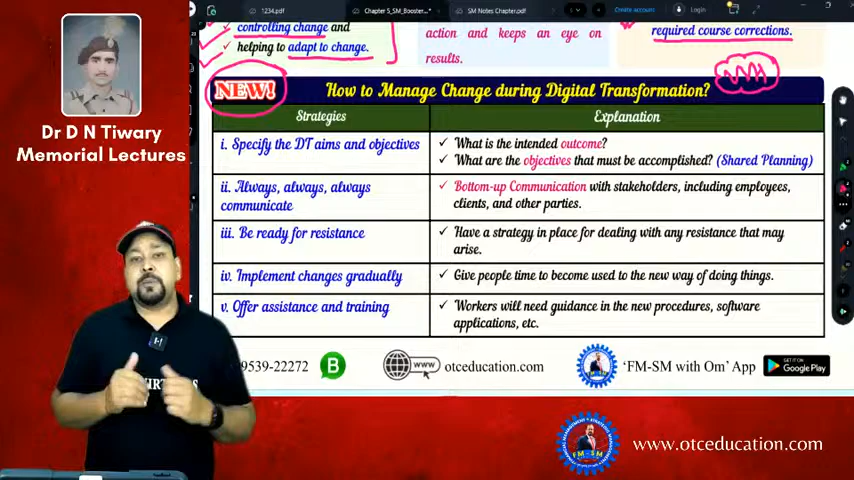 1234.pdf
Chapter 5_SM_Booster...*
SM Notes Chapter.pdf
Create account
Login
controlling change and
helping to adapt to change.
action and keeps an eye on
results.
required course corrections.
NEW!
How to Manage Change during Digital Transformation?
Strategies
Explanation
i. Specify the DT aims and objectives
✓ What is the intended outcome?
✓ What are the objectives that must be accomplished? (Shared Planning)
ii. Always, always, always
communicate
✓ Bottom-up Communication with stakeholders, including employees,
clients, and other parties.
iii. Be ready for resistance
✓ Have a strategy in place for dealing with any resistance that may
arise.
iv. Implement changes gradually
✓ Give people time to become used to the new way of doing things.
v. Offer assistance and training
✓ Workers will need guidance in the new procedures, software
applications, etc.
Dr D N Tiwary
Memorial Lectures
9539-22272
www
otceducation.com
'FM-SM with Om' App
GET IT ON
Google Play
FM-SM
www.otceducation.com